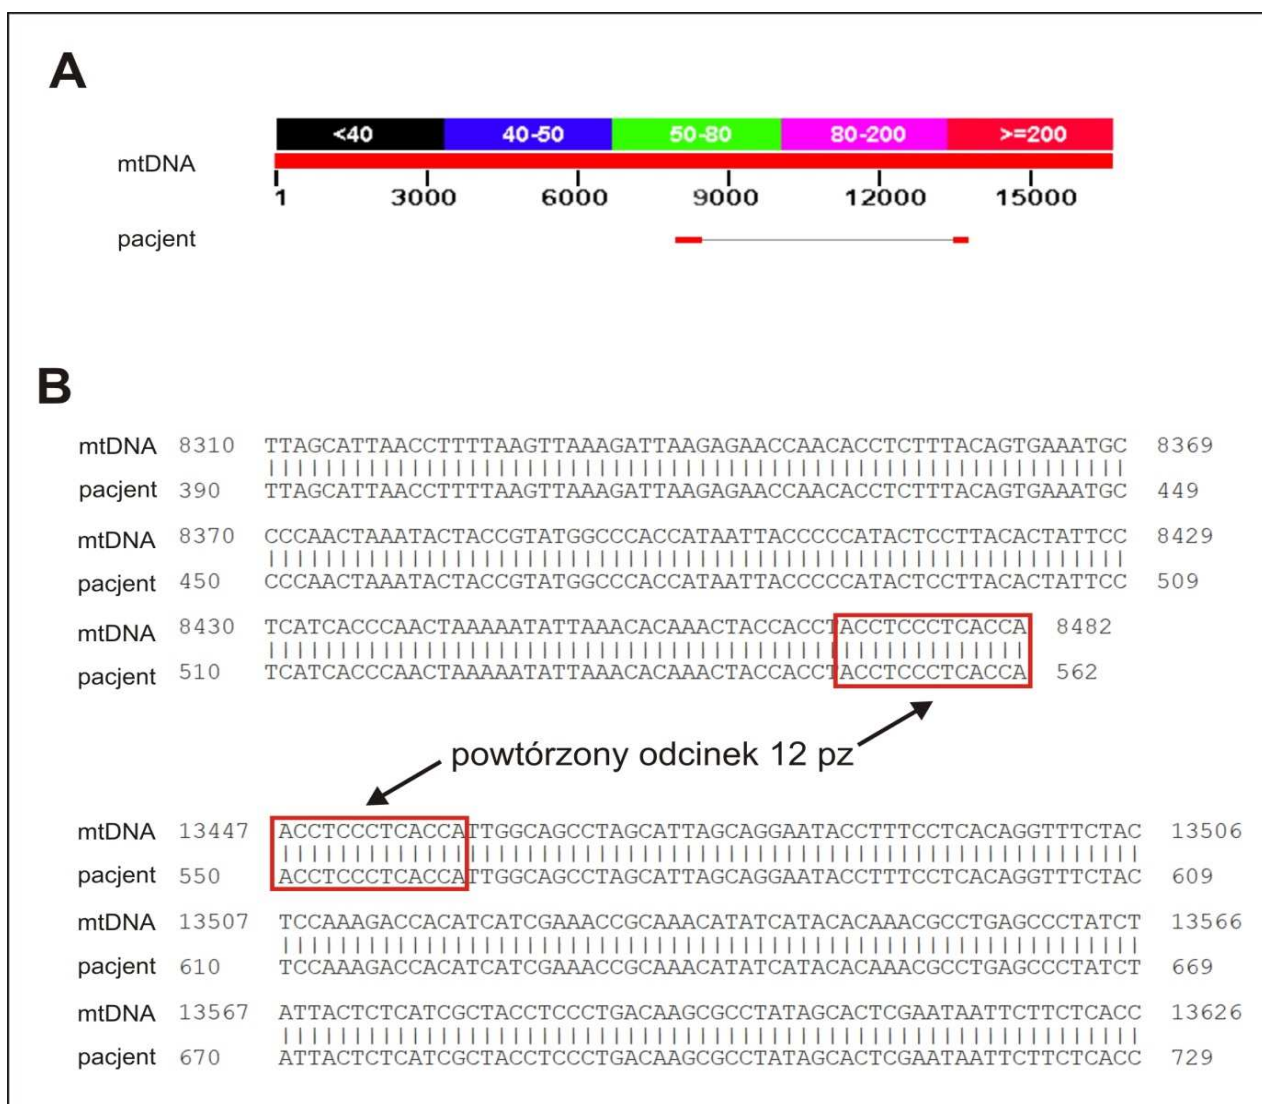 A
<40 40-50 50-80 80-200 >=200
mtDNA
1 3000 6000 9000 12000 15000
pacjent
B
mtDNA 8310 TTAGCATTAACCTTTTAAGTTAAAGATTAAGAGAACCAACACCTCTTTACAGTGAAATGC 8369
pacjent 390 TTAGCATTAACCTTTTAAGTTAAAGATTAAGAGAACCAACACCTCTTTACAGTGAAATGC 449
mtDNA 8370 CCCAACTAAATACTACCGTATGGCCCACCATAATTACCCCCATACTCCTTACACTATTCC 8429
pacjent 450 CCCAACTAAATACTACCGTATGGCCCACCATAATTACCCCCATACTCCTTACACTATTCC 509
mtDNA 8430 TCATCACCCAACTAAAAATATTAAACACAAACTACCACCTACCTCCCTCACCA 8482
pacjent 510 TCATCACCCAACTAAAAATATTAAACACAAACTACCACCTACCTCCCTCACCA 562
powtórzony odcinek 12 pz
mtDNA 13447 ACCTCCCTCACCATTGGCAGCCTAGCATTAGCAGGAATACCTTTCCTCACAGGTTTCTAC 13506
pacjent 550 ACCTCCCTCACCATTGGCAGCCTAGCATTAGCAGGAATACCTTTCCTCACAGGTTTCTAC 609
mtDNA 13507 TCCAAAGACCACATCATCGAAACCGCAAACATATCATACACAAACGCCTGAGCCCTATCT 13566
pacjent 610 TCCAAAGACCACATCATCGAAACCGCAAACATATCATACACAAACGCCTGAGCCCTATCT 669
mtDNA 13567 ATTACTCTCATCGCTACCTCCCTGACAAGCGCCTATAGCACTCGAATAATTCTTCTCACC 13626
pacjent 670 ATTACTCTCATCGCTACCTCCCTGACAAGCGCCTATAGCACTCGAATAATTCTTCTCACC 729